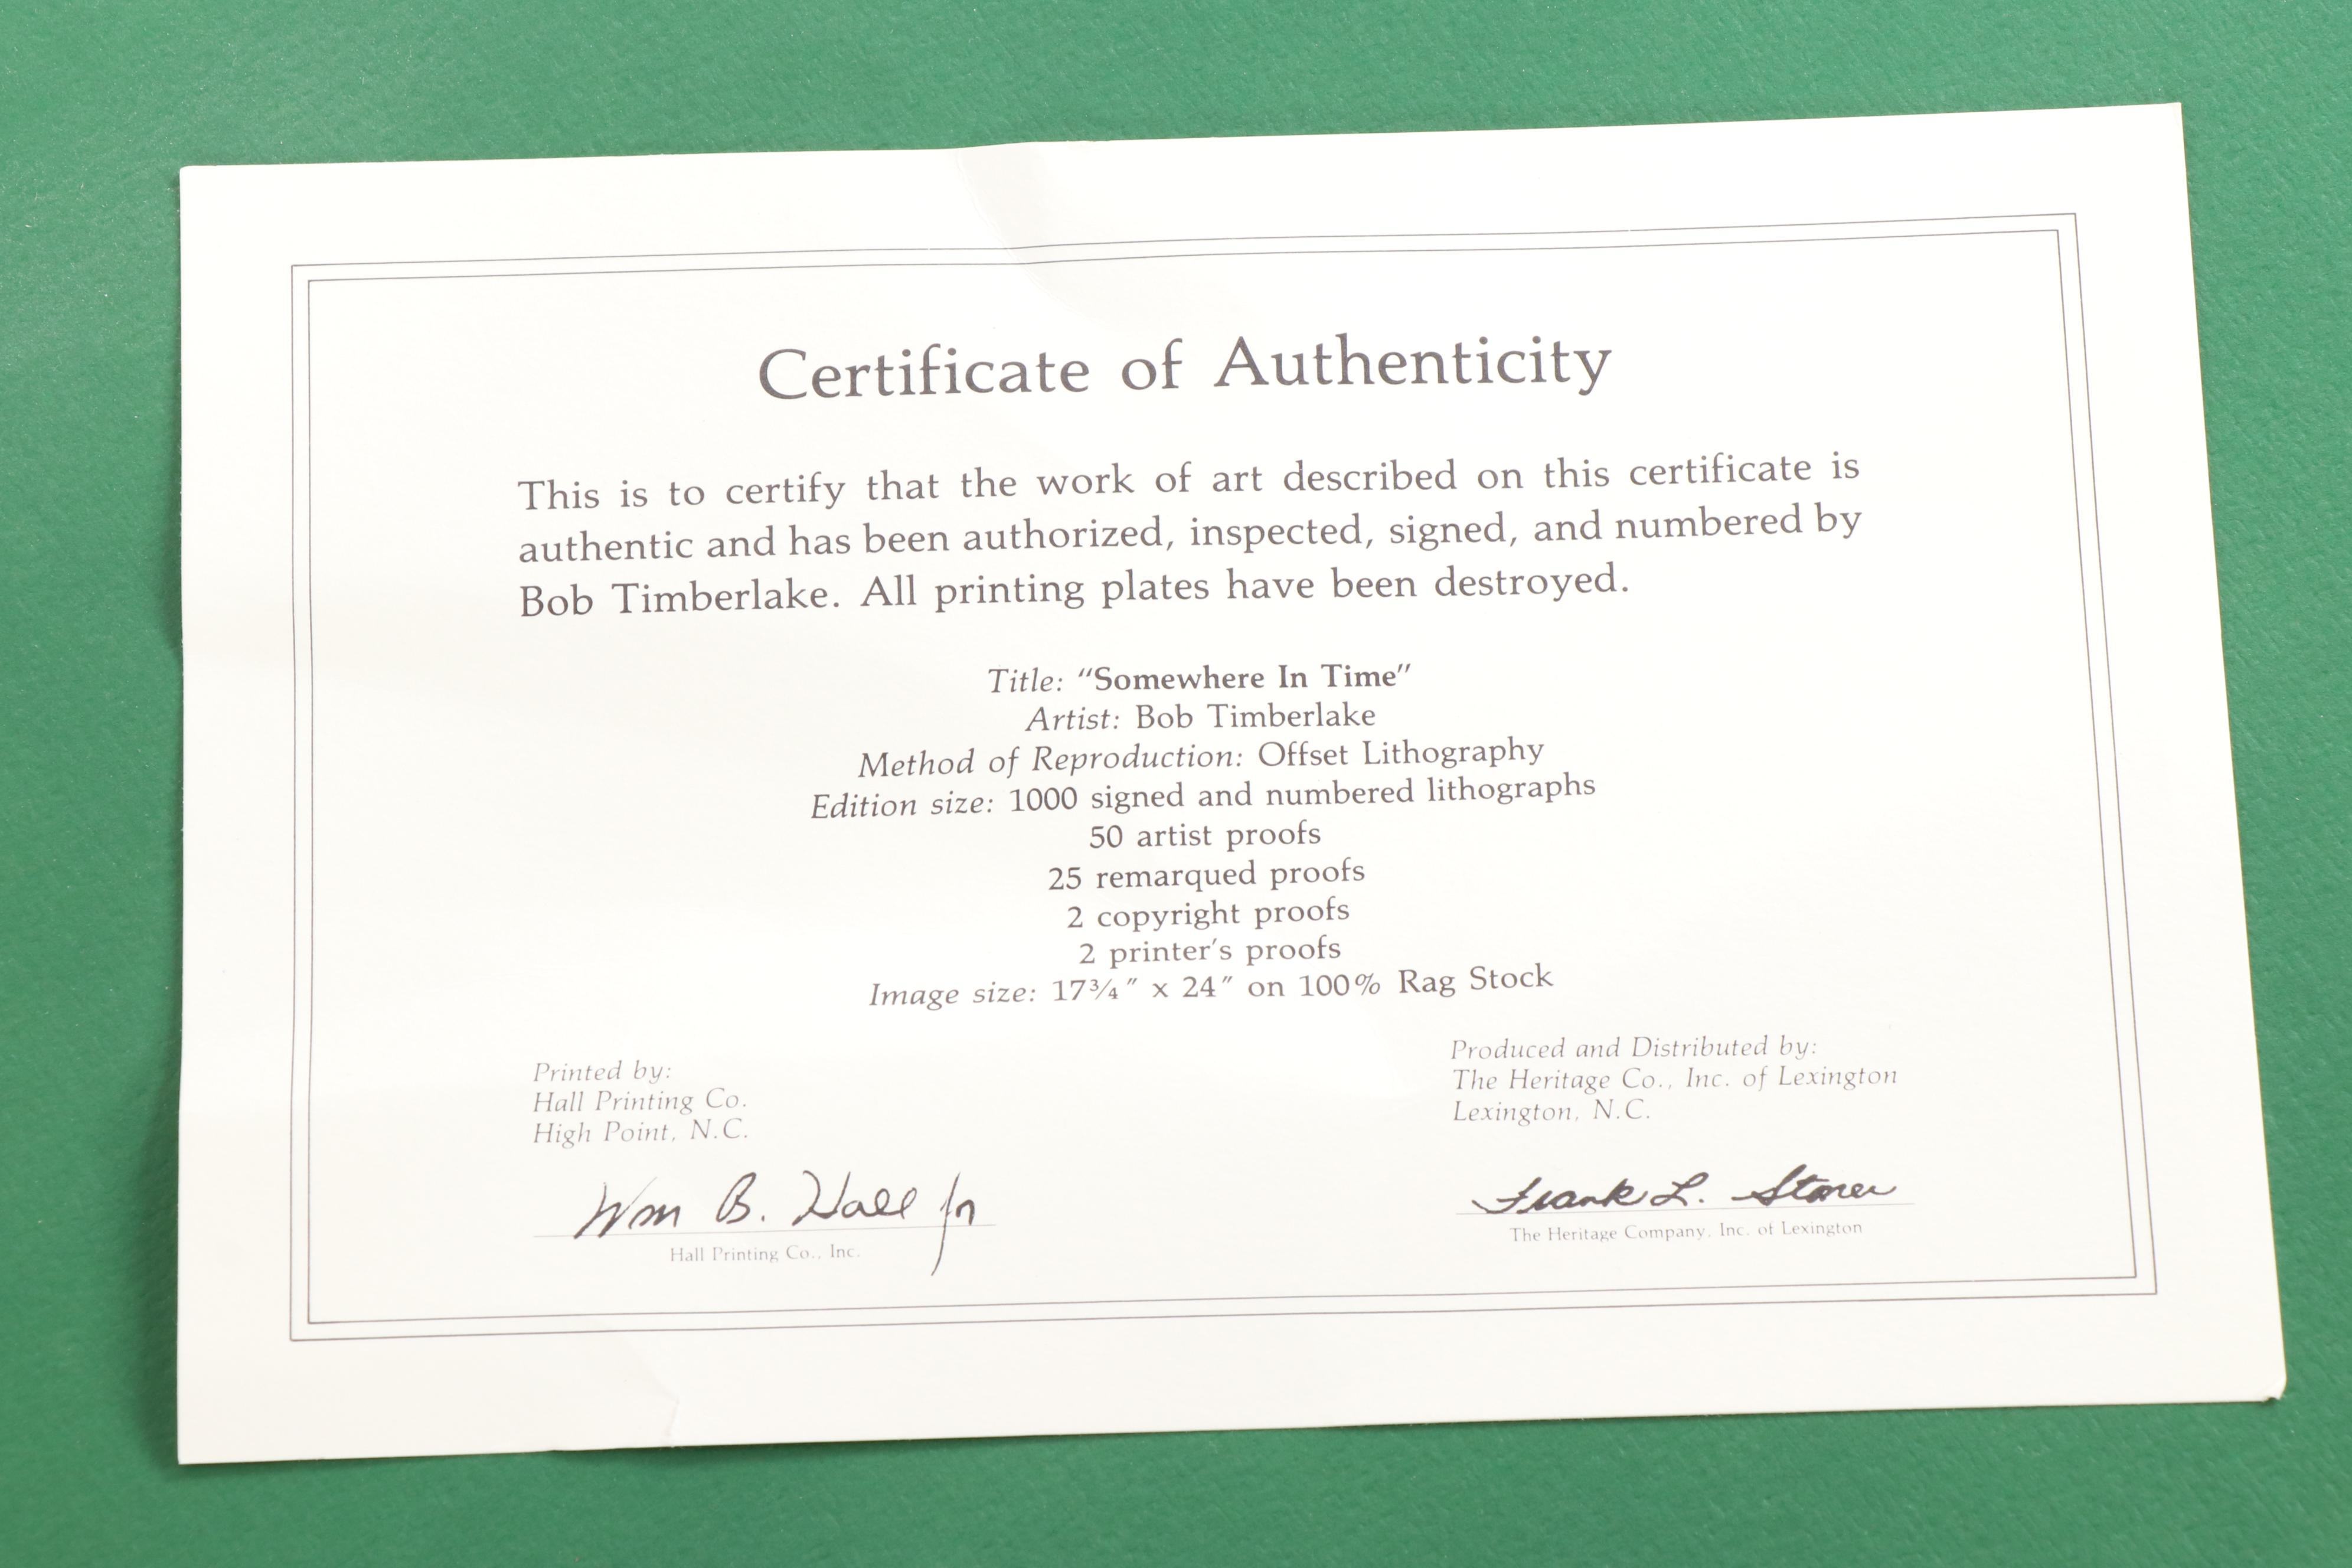 Certificate of Authenticity
This is to certify that the work of art described on this certificate is
authentic and has been authorized, inspected, signed, and numbered by
Bob Timberlake. All printing plates have been destroyed.
Title: “Somewhere In Time”
Artist: Bob Timberlake
Method of Reproduction: Offset Lithography
Edition size: 1000 signed and numbered lithographs
50 artist proofs
25 remarqued proofs
2 copyright proofs
2 printer's proofs
Image size: 17¾″ x 24″ on 100% Rag Stock
Printed by:
Hall Printing Co.
High Point, N.C.
Wm B. Hall Jr
Hall Printing Co., Inc.
Produced and Distributed by:
The Heritage Co., Inc. of Lexington
Lexington, N.C.
Frank L. Storer
The Heritage Company, Inc. of Lexington